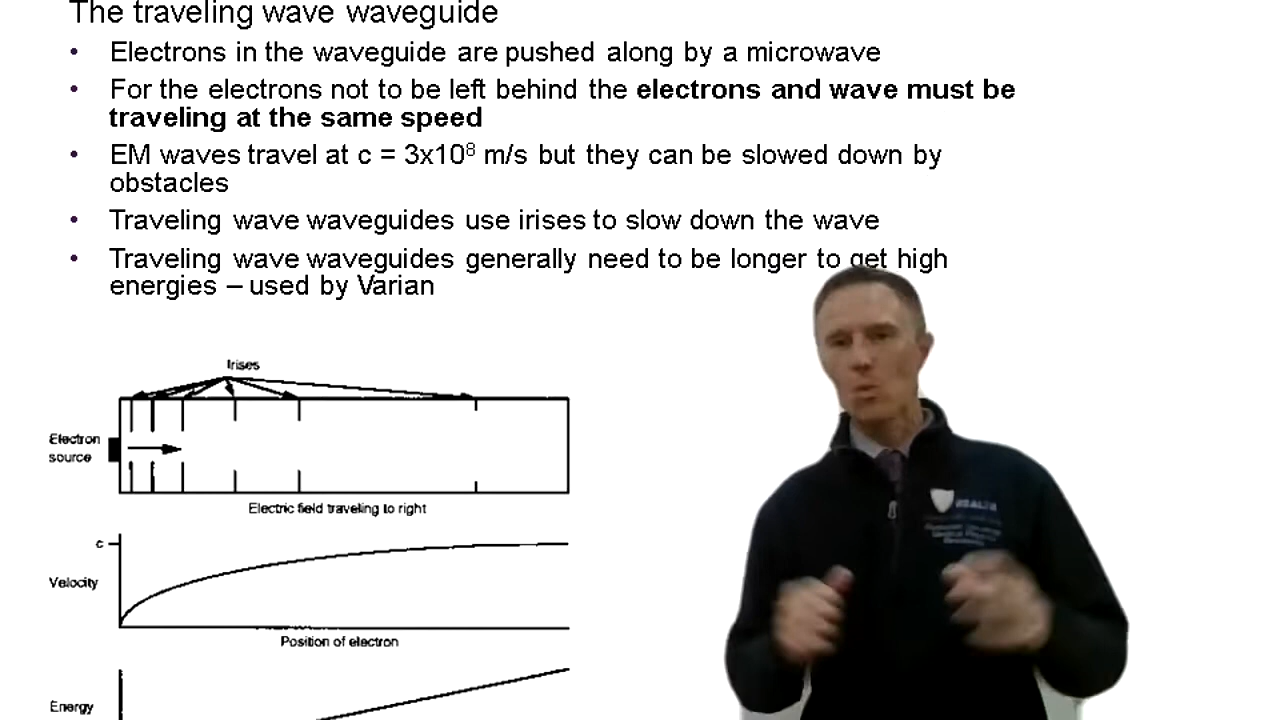 The traveling wave waveguide
• Electrons in the waveguide are pushed along by a microwave
• For the electrons not to be left behind the electrons and wave must be
traveling at the same speed
• EM waves travel at c = 3x10⁸ m/s but they can be slowed down by
obstacles
• Traveling wave waveguides use irises to slow down the wave
• Traveling wave waveguides generally need to be longer to get high
energies – used by Varian
Irises
Electron
source
Electric field traveling to right
c
Velocity
Position of electron
Energy
HEALTH